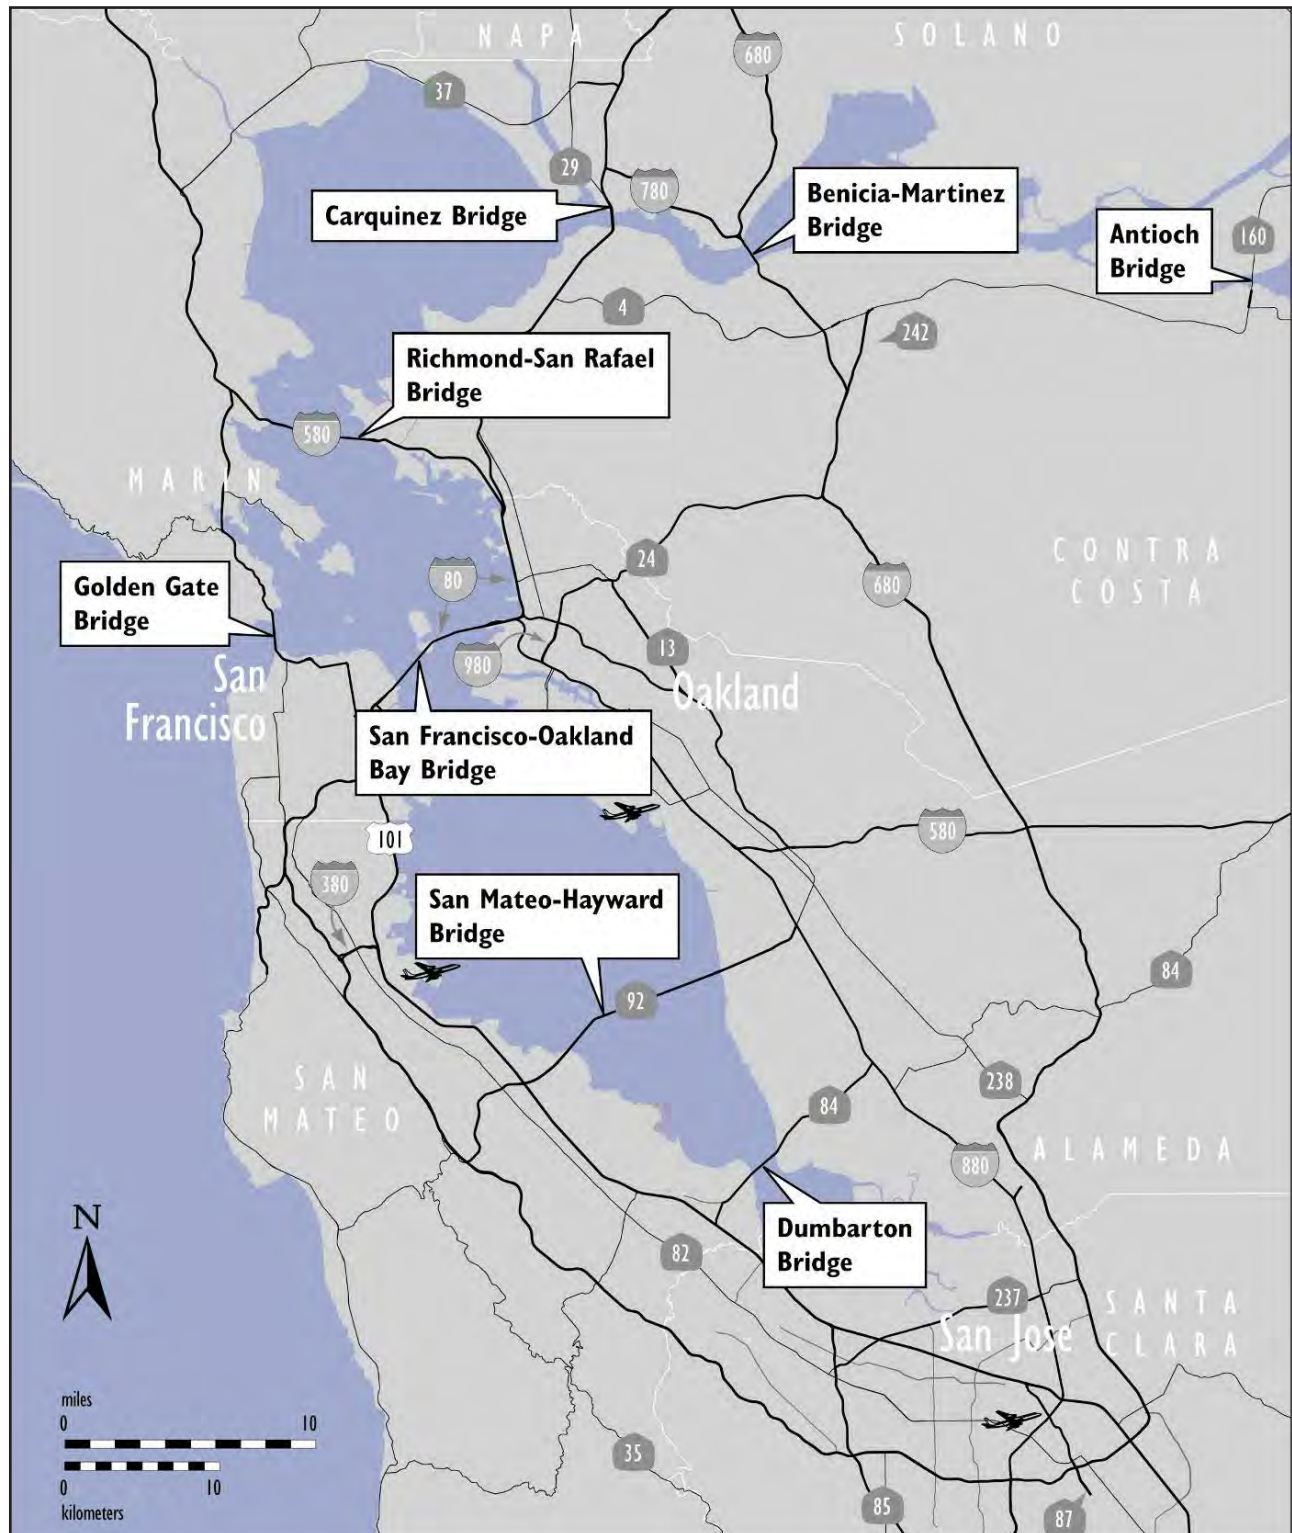 NAPA
SOLANO
680
37
29
780
Carquinez Bridge
Benicia-Martinez
Bridge
Antioch
Bridge
160
4
242
Richmond-San Rafael
Bridge
580
MARIN
CONTRA
COSTA
24
680
80
Golden Gate
Bridge
13
980
San
Francisco
Oakland
San Francisco-Oakland
Bay Bridge
580
101
380
San Mateo-Hayward
Bridge
84
92
SAN
MATEO
238
84
880
ALAMEDA
N
Dumbarton
Bridge
82
237
SANTA
CLARA
San Jose
miles
0 10
0 10
kilometers
35
85
87